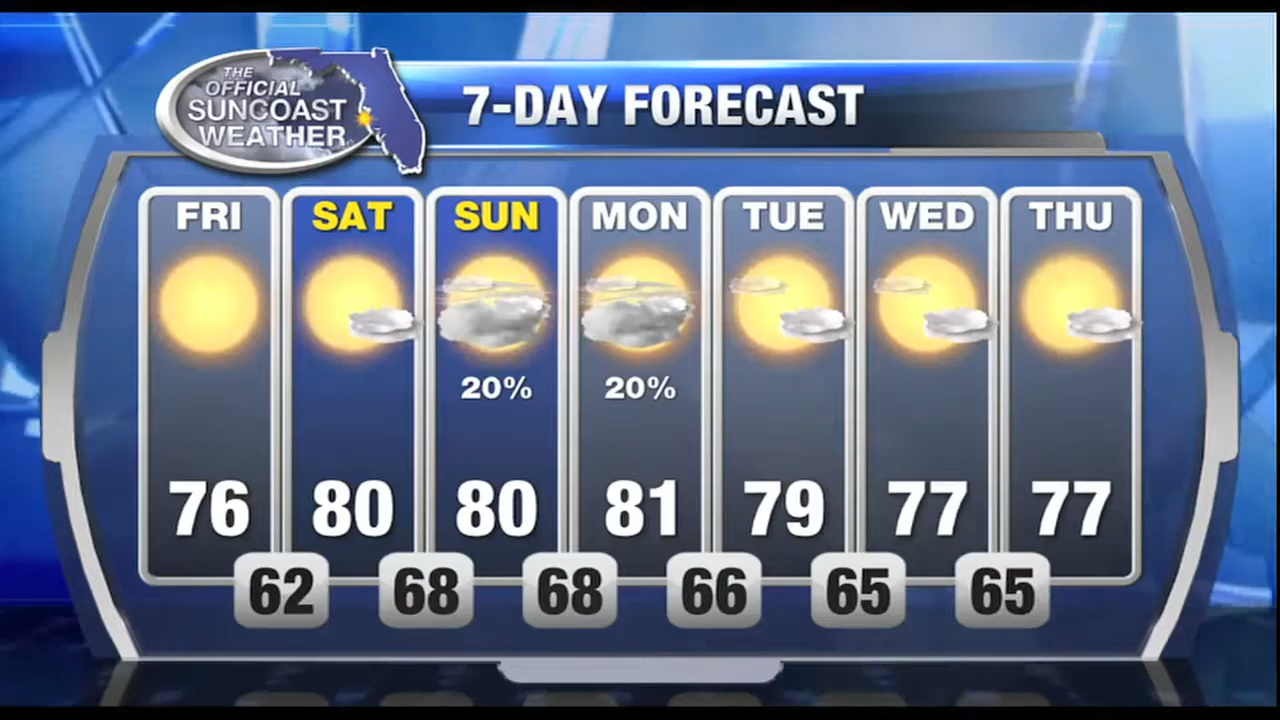 THE
OFFICIAL
SUNCOAST
WEATHER
7-DAY FORECAST
FRI SAT SUN MON TUE WED THU
20% 20%
76 80 80 81 79 77 77
62 68 68 66 65 65